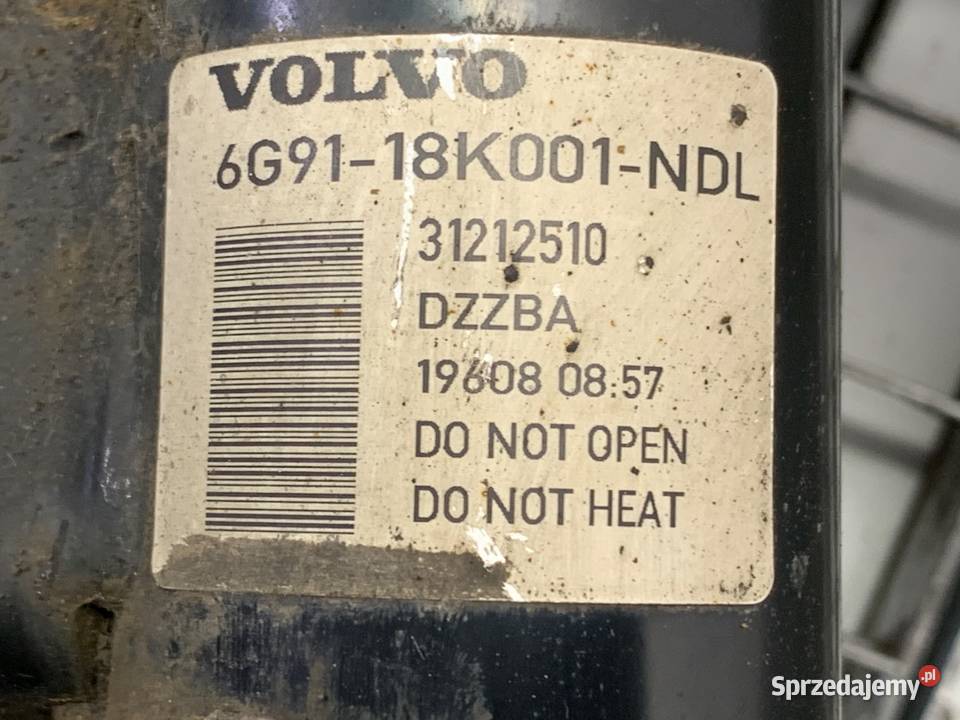 VOLVO
6G91-18K001-NDL
31212510
DZZBA
19608 08:57
DO NOT OPEN
DO NOT HEAT
Sprzedajemy.pl